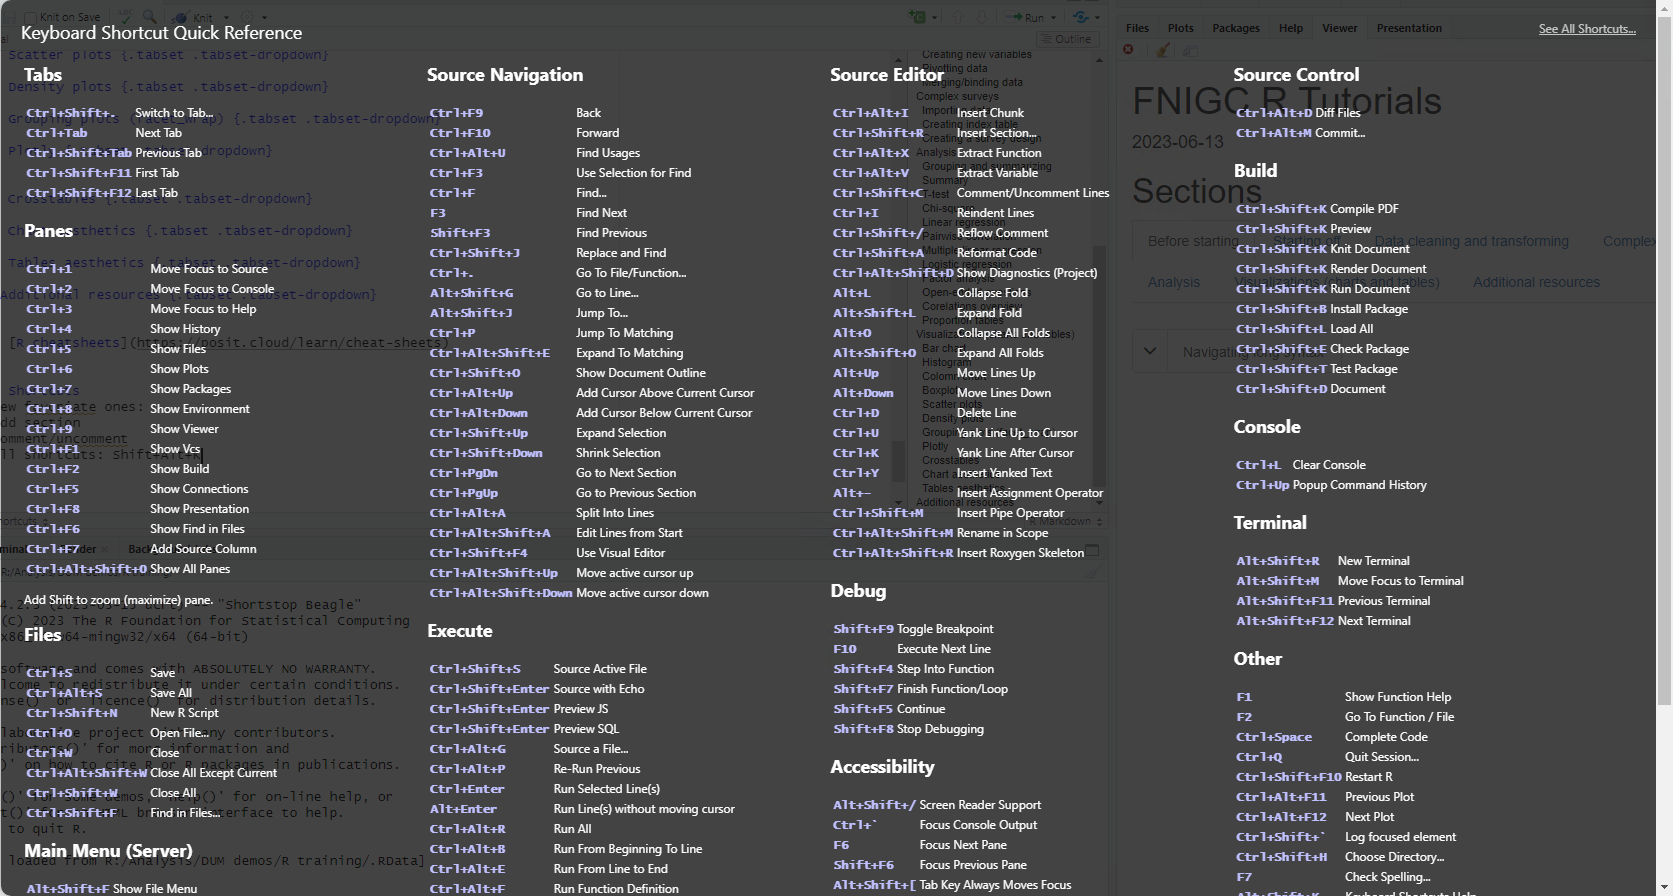 Keyboard Shortcut Quick Reference
See All Shortcuts...
Tabs
Ctrl+Shift+. Switch to Tab...
Ctrl+Tab Next Tab
Ctrl+Shift+Tab Previous Tab
Ctrl+Shift+F11 First Tab
Ctrl+Shift+F12 Last Tab
Panes
Ctrl+1 Move Focus to Source
Ctrl+2 Move Focus to Console
Ctrl+3 Move Focus to Help
Ctrl+4 Show History
Ctrl+5 Show Files
Ctrl+6 Show Plots
Ctrl+7 Show Packages
Ctrl+8 Show Environment
Ctrl+9 Show Viewer
Ctrl+F1 Show Vcs
Ctrl+F2 Show Build
Ctrl+F5 Show Connections
Ctrl+F8 Show Presentation
Ctrl+F6 Show Find in Files
Ctrl+F7 Add Source Column
Ctrl+Alt+Shift+O Show All Panes
Add Shift to zoom (maximize) pane.
Files
Ctrl+S Save
Ctrl+Alt+S Save All
Ctrl+Shift+N New R Script
Ctrl+O Open File...
Ctrl+W Close
Ctrl+Alt+Shift+W Close All Except Current
Ctrl+Shift+W Close All
Ctrl+Shift+F Find in Files...
Main Menu (Server)
Alt+Shift+F Show File Menu
Source Navigation
Ctrl+F9 Back
Ctrl+F10 Forward
Ctrl+Alt+U Find Usages
Ctrl+F3 Use Selection for Find
Ctrl+F Find...
F3 Find Next
Shift+F3 Find Previous
Ctrl+Shift+J Replace and Find
Ctrl+. Go To File/Function...
Alt+Shift+G Go to Line...
Alt+Shift+J Jump To...
Ctrl+P Jump To Matching
Ctrl+Alt+Shift+E Expand To Matching
Ctrl+Shift+O Show Document Outline
Ctrl+Alt+Up Add Cursor Above Current Cursor
Ctrl+Alt+Down Add Cursor Below Current Cursor
Ctrl+Shift+Up Expand Selection
Ctrl+Shift+Down Shrink Selection
Ctrl+PgDn Go to Next Section
Ctrl+PgUp Go to Previous Section
Ctrl+Alt+A Split Into Lines
Ctrl+Alt+Shift+A Edit Lines from Start
Ctrl+Shift+F4 Use Visual Editor
Ctrl+Alt+Shift+Up Move active cursor up
Ctrl+Alt+Shift+Down Move active cursor down
Execute
Ctrl+Shift+S Source Active File
Ctrl+Shift+Enter Source with Echo
Ctrl+Shift+Enter Preview JS
Ctrl+Shift+Enter Preview SQL
Ctrl+Alt+G Source a File...
Ctrl+Alt+P Re-Run Previous
Ctrl+Enter Run Selected Line(s)
Alt+Enter Run Line(s) without moving cursor
Ctrl+Alt+R Run All
Ctrl+Alt+B Run From Beginning To Line
Ctrl+Alt+E Run From Line to End
Ctrl+Alt+F Run Function Definition
Source Editor
Ctrl+Alt+I Insert Chunk
Ctrl+Shift+R Insert Section...
Ctrl+Alt+X Extract Function
Ctrl+Alt+V Extract Variable
Ctrl+Shift+C Comment/Uncomment Lines
Ctrl+I Reindent Lines
Ctrl+Shift+/ Reflow Comment
Ctrl+Shift+A Reformat Code
Ctrl+Alt+Shift+D Show Diagnostics (Project)
Alt+L Collapse Fold
Alt+Shift+L Expand Fold
Alt+O Collapse All Folds
Alt+Shift+O Expand All Folds
Alt+Up Move Lines Up
Alt+Down Move Lines Down
Ctrl+D Delete Line
Ctrl+U Yank Line Up to Cursor
Ctrl+K Yank Line After Cursor
Ctrl+Y Insert Yanked Text
Alt+- Insert Assignment Operator
Ctrl+Shift+M Insert Pipe Operator
Ctrl+Alt+Shift+M Rename in Scope
Ctrl+Alt+Shift+R Insert Roxygen Skeleton
Debug
Shift+F9 Toggle Breakpoint
F10 Execute Next Line
Shift+F4 Step Into Function
Shift+F7 Finish Function/Loop
Shift+F5 Continue
Shift+F8 Stop Debugging
Accessibility
Alt+Shift+/ Screen Reader Support
Ctrl+` Focus Console Output
F6 Focus Next Pane
Shift+F6 Focus Previous Pane
Alt+Shift+[ Tab Key Always Moves Focus
Source Control
Ctrl+Alt+D Diff Files
Ctrl+Alt+M Commit...
Build
Ctrl+Shift+K Compile PDF
Ctrl+Shift+K Preview
Ctrl+Shift+K Knit Document
Ctrl+Shift+K Render Document
Ctrl+Shift+K Run Document
Ctrl+Shift+B Install Package
Ctrl+Shift+L Load All
Ctrl+Shift+E Check Package
Ctrl+Shift+T Test Package
Ctrl+Shift+D Document
Console
Ctrl+L Clear Console
Ctrl+Up Popup Command History
Terminal
Alt+Shift+R New Terminal
Alt+Shift+M Move Focus to Terminal
Alt+Shift+F11 Previous Terminal
Alt+Shift+F12 Next Terminal
Other
F1 Show Function Help
F2 Go To Function / File
Ctrl+Space Complete Code
Ctrl+Q Quit Session...
Ctrl+Shift+F10 Restart R
Ctrl+Alt+F11 Previous Plot
Ctrl+Alt+F12 Next Plot
Ctrl+Shift+` Log focused element
Ctrl+Shift+H Choose Directory...
F7 Check Spelling...
Alt+Shift+K Keyboard Shortcuts Help
Knit on Save
Knit
Run
Outline
Files Plots Packages Help Viewer Presentation
FNIGC R Tutorials
2023-06-13
Sections
Before starting Starting off Data cleaning and transforming
Analysis Visualizations (charts and tables) Additional resources